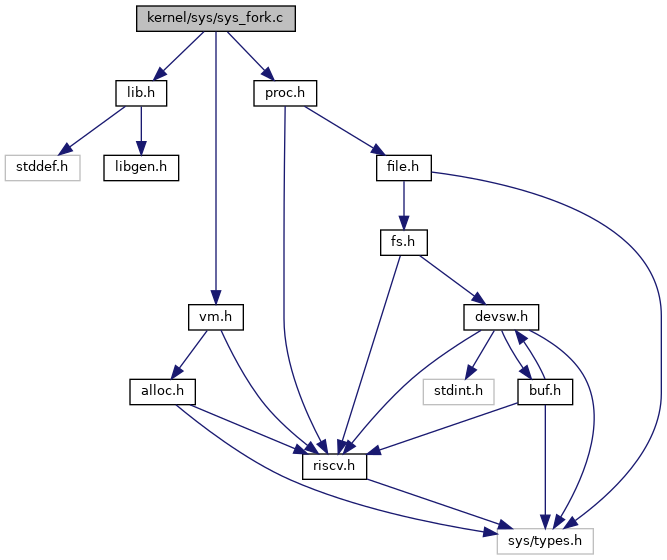 kernel/sys/sys_fork.c
lib.h
proc.h
stddef.h
libgen.h
file.h
fs.h
vm.h
devsw.h
alloc.h
stdint.h
buf.h
riscv.h
sys/types.h